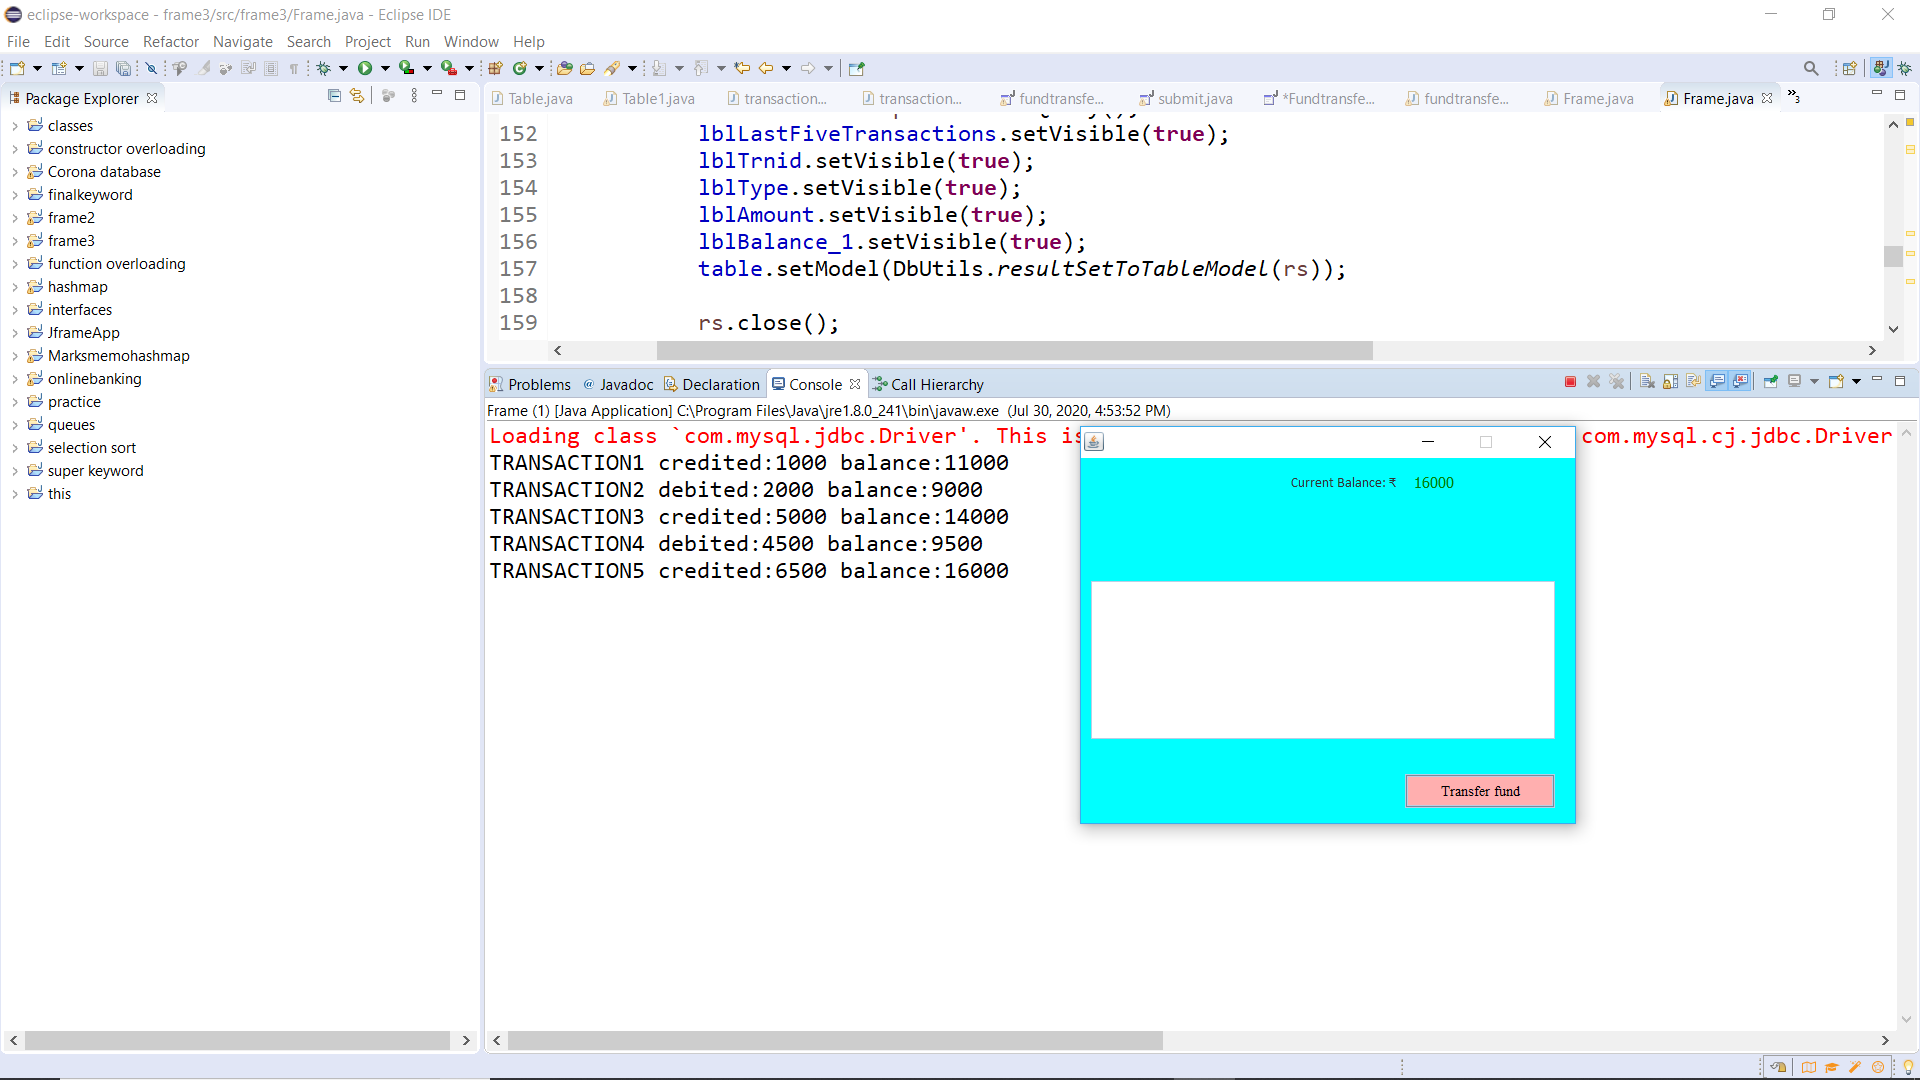 eclipse-workspace - frame3/src/frame3/Frame.java - Eclipse IDE
File Edit Source Refactor Navigate Search Project Run Window Help
Package Explorer
classes
constructor overloading
Corona database
finalkeyword
frame2
frame3
function overloading
hashmap
interfaces
JframeApp
Marksmemohashmap
onlinebanking
practice
queues
selection sort
super keyword
this
Table.java Table1.java transaction... transaction... fundtransfe... submit.java *Fundtransfe... fundtransfe... Frame.java Frame.java »3
152 lblLastFiveTransactions.setVisible(true);
153 lblTrnid.setVisible(true);
154 lblType.setVisible(true);
155 lblAmount.setVisible(true);
156 lblBalance_1.setVisible(true);
157 table.setModel(DbUtils.resultSetToTableModel(rs));
158
159 rs.close();
Problems @ Javadoc Declaration Console Call Hierarchy
Frame (1) [Java Application] C:\Program Files\Java\jre1.8.0_241\bin\javaw.exe (Jul 30, 2020, 4:53:52 PM)
Loading class `com.mysql.jdbc.Driver'. This is com.mysql.cj.jdbc.Driver
TRANSACTION1 credited:1000 balance:11000
TRANSACTION2 debited:2000 balance:9000
TRANSACTION3 credited:5000 balance:14000
TRANSACTION4 debited:4500 balance:9500
TRANSACTION5 credited:6500 balance:16000
Current Balance: ₹ 16000
Transfer fund